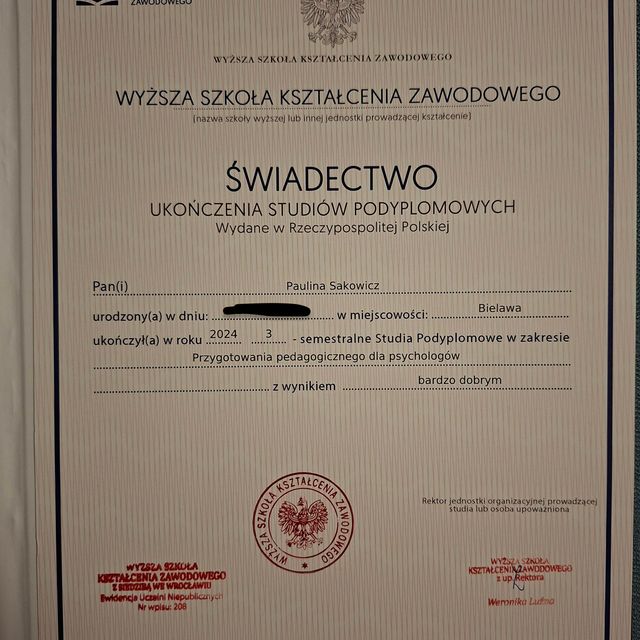 ZAWODOWEGO
WYŻSZA SZKOŁA KSZTAŁCENIA ZAWODOWEGO
WYŻSZA SZKOŁA KSZTAŁCENIA ZAWODOWEGO
(nazwa szkoły wyższej lub innej jednostki prowadzącej kształcenie)
ŚWIADECTWO
UKOŃCZENIA STUDIÓW PODYPLOMOWYCH
Wydane w Rzeczypospolitej Polskiej
Pan(i) Paulina Sakowicz
urodzony(a) w dniu: w miejscowości: Bielawa
ukończył(a) w roku 2024 3 - semestralne Studia Podyplomowe w zakresie
Przygotowania pedagogicznego dla psychologów
z wynikiem bardzo dobrym
WYŻSZA SZKOŁA KSZTAŁCENIA ZAWODOWEGO
Rektor jednostki organizacyjnej prowadzącej
studia lub osoba upoważniona
WYŻSZA SZKOŁA
KSZTAŁCENIA ZAWODOWEGO
Z SIEDZIBĄ WE WROCŁAWIU
Ewidencja Uczelni Niepublicznych
Nr wpisu: 208
WYŻSZA SZKOŁA
KSZTAŁCENIA ZAWODOWEGO
z up. Rektora
Weronika